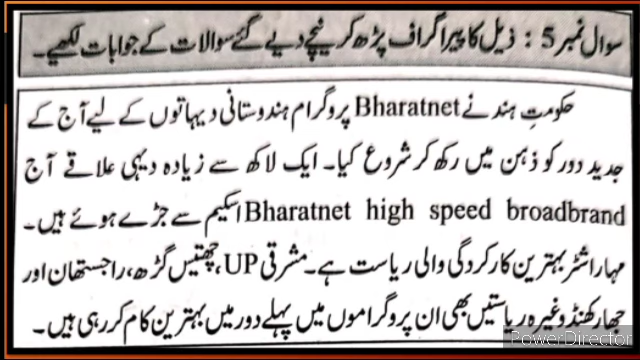 سوال نمبر 5 : ذیل کا پیراگراف پڑھ کر نیچے دیے گئے سوالات کے جوابات لکھیے۔
حکومتِ ہند نے Bharatnet پروگرام ہندوستانی دیہاتوں کے لیے آج کے
جدید دور کو ذہن میں رکھ کر شروع کیا۔ ایک لاکھ سے زیادہ دیہی علاقے آج
Bharatnet high speed broadbrand اسکیم سے جڑے ہوئے ہیں۔
مہاراشٹر بہترین کارکردگی والی ریاست ہے۔ مشرقی UP، چھتیس گڑھ، راجستھان اور
جھارکھنڈ وغیرہ ریاستیں بھی ان پروگراموں میں پہلے دور میں بہترین کام کر رہی ہیں۔
PowerDirector